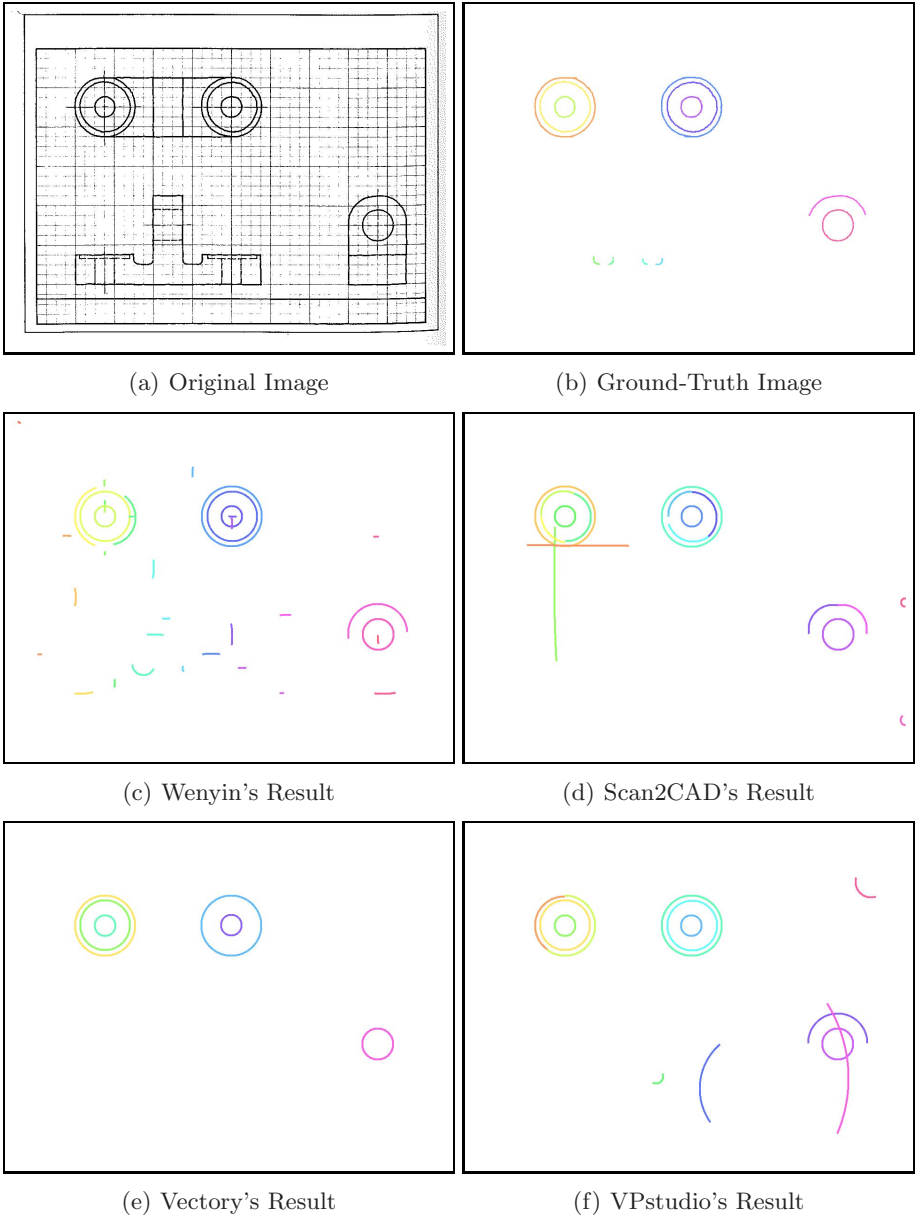 (a) Original Image
(b) Ground-Truth Image
(c) Wenyin's Result
(d) Scan2CAD's Result
(e) Vectory's Result
(f) VPstudio's Result